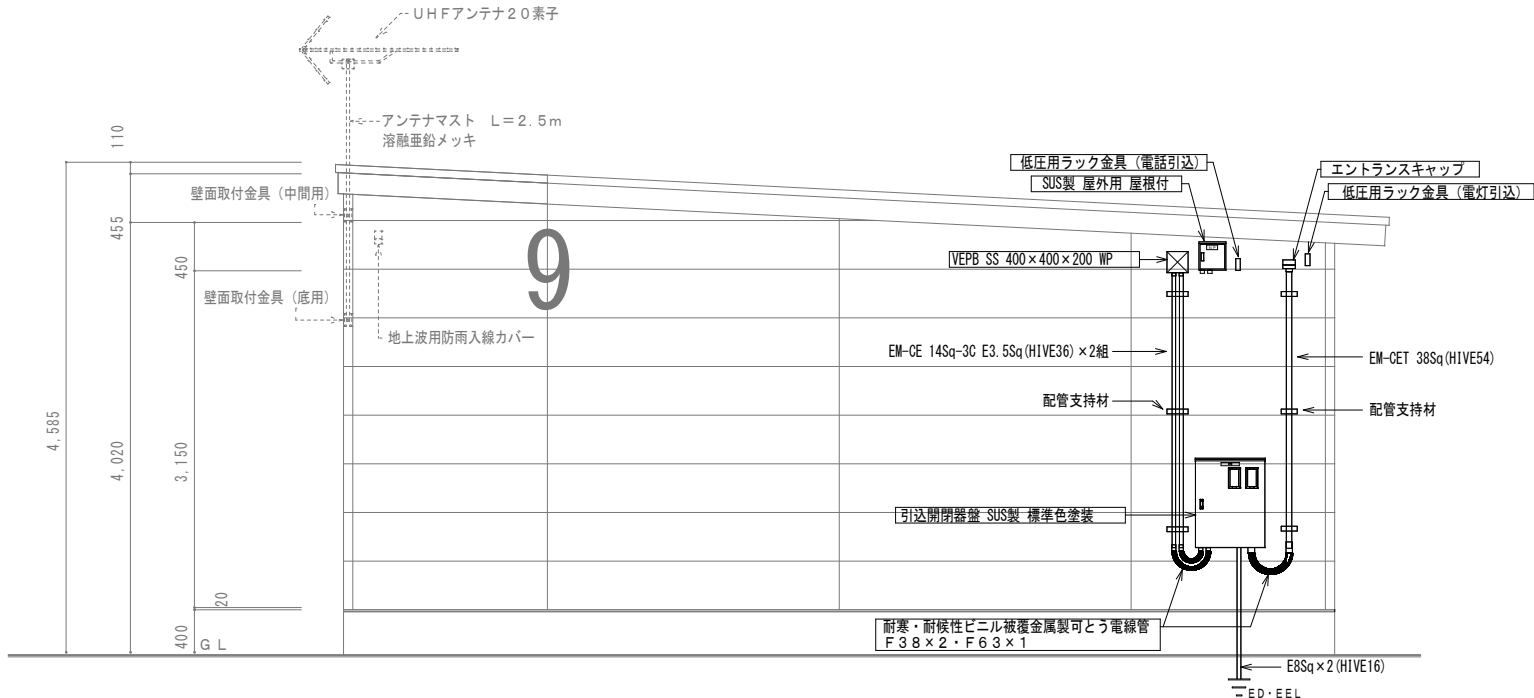 UHFアンテナ20素子
アンテナマスト L=2.5m
溶融亜鉛メッキ
110
低圧用ラック金具(電話引込)
エントランスキャップ
SUS製 屋外用 屋根付
低圧用ラック金具(電灯引込)
壁面取付金具(中間用)
455
9
VEPB SS 400×400×200 WP
450
壁面取付金具(底用)
地上波用防雨入線カバー
EM-CE 14Sq-3C E3.5Sq(HIVE36)×2組
EM-CET 38Sq(HIVE54)
配管支持材
配管支持材
4,585
4,020
3,150
引込開閉器盤 SUS製 標準色塗装
20
400
GL
耐寒・耐候性ビニル被覆金属製可とう電線管
F38×2・F63×1
E8Sq×2(HIVE16)
ED・EEL